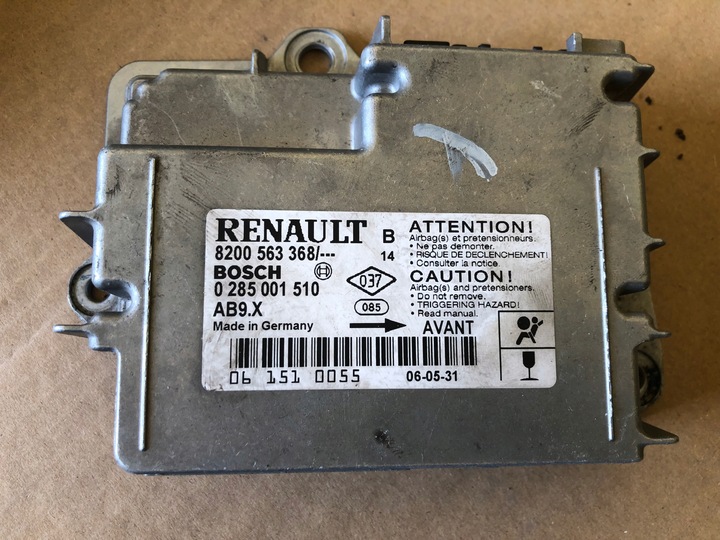 RENAULT
8200 563 368/---
BOSCH
0 285 001 510
AB9.X
Made in Germany
B
14
037
085
AVANT
ATTENTION!
Airbag(s) et pretensionneurs.
• Ne pas demonter.
• RISQUE DE DECLENCHEMENT!
• Consulter la notice.
CAUTION!
Airbag(s) and pretensioners.
• Do not remove.
• TRIGGERING HAZARD!
• Read manual.
06 151 0055
06-05-31